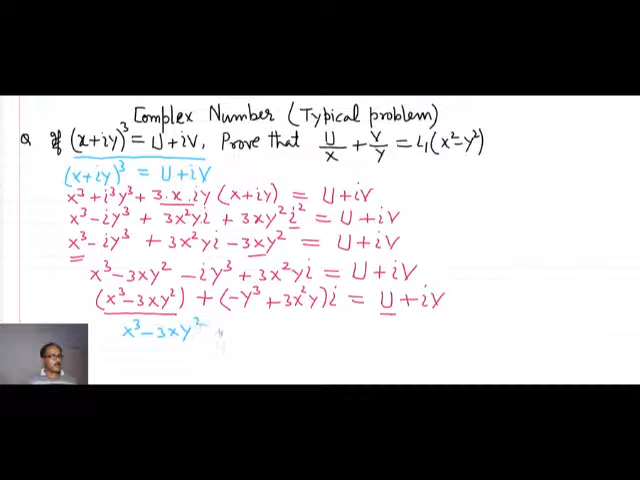 Complex Number (Typical problem)
Q If (x+iy)³ = U+iV, Prove that U/x + V/y = 4(x²-y²)
(x+iy)³ = U+iV
x³+i³y³+3.x.iy(x+iy) = U+iV
x³-iy³ + 3x²yi + 3xy²i² = U+iV
x³-iy³ + 3x²yi - 3xy² = U+iV
x³-3xy² -iy³+3x²yi = U+iV
(x³-3xy²) + (-y³+3x²y)i = U+iV
x³-3xy²